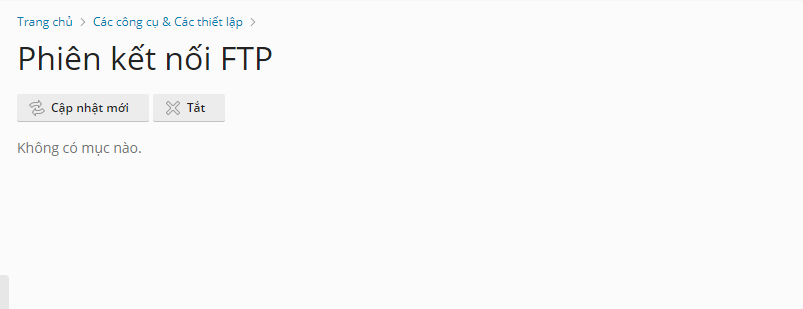 Trang chủ > Các công cụ & Các thiết lập >
Phiên kết nối FTP
Cập nhật mới Tắt
Không có mục nào.